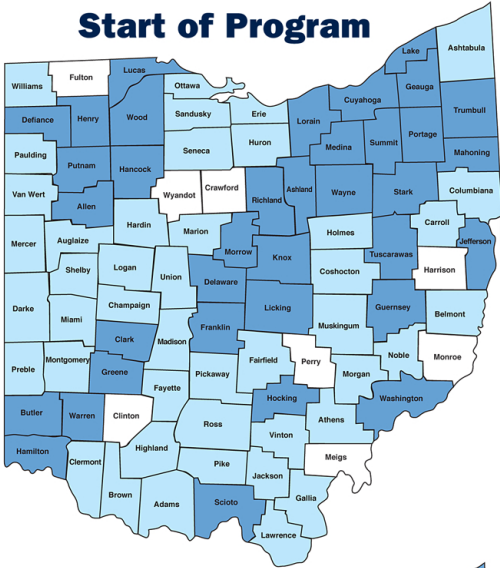 Start of Program
Lake
Ashtabula
Lucas
Fulton
Williams
Ottawa
Geauga
Cuyahoga
Trumbull
Defiance
Henry
Wood
Sandusky
Erie
Lorain
Portage
Huron
Medina
Summit
Seneca
Mahoning
Paulding
Putnam
Hancock
Columbiana
Van Wert
Wyandot
Crawford
Richland
Ashland
Wayne
Stark
Allen
Carroll
Hardin
Marion
Holmes
Mercer
Auglaize
Morrow
Knox
Tuscarawas
Jefferson
Shelby
Logan
Union
Coshocton
Harrison
Delaware
Darke
Champaign
Licking
Guernsey
Belmont
Miami
Muskingum
Franklin
Clark
Madison
Noble
Monroe
Preble
Montgomery
Greene
Pickaway
Fairfield
Perry
Morgan
Fayette
Hocking
Washington
Butler
Warren
Clinton
Ross
Athens
Vinton
Hamilton
Highland
Meigs
Clermont
Pike
Jackson
Brown
Adams
Scioto
Gallia
Lawrence